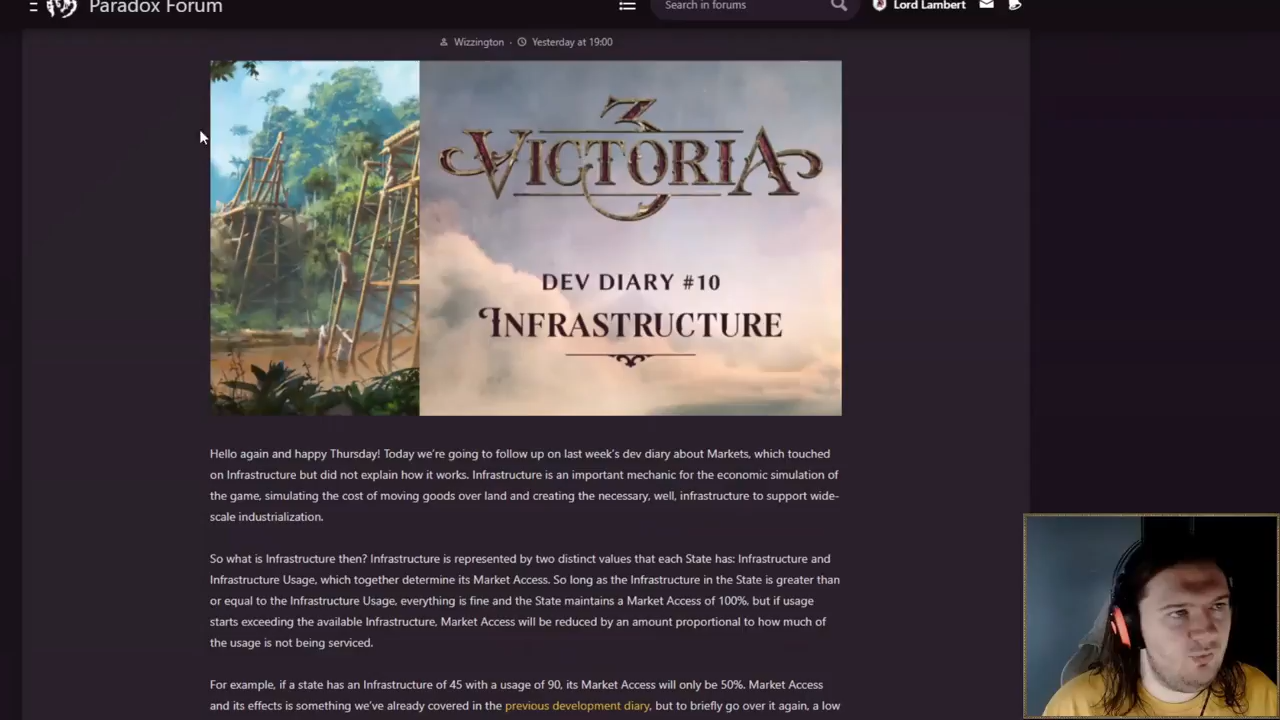 Paradox Forum
Search in forums
Lord Lambert
Wizzington · Yesterday at 19:00
3
VICTORIA
DEV DIARY #10
INFRASTRUCTURE
Hello again and happy Thursday! Today we're going to follow up on last week's dev diary about Markets, which touched
on Infrastructure but did not explain how it works. Infrastructure is an important mechanic for the economic simulation of
the game, simulating the cost of moving goods over land and creating the necessary, well, infrastructure to support wide-
scale industrialization.
So what is Infrastructure then? Infrastructure is represented by two distinct values that each State has: Infrastructure and
Infrastructure Usage, which together determine its Market Access. So long as the Infrastructure in the State is greater than
or equal to the Infrastructure Usage, everything is fine and the State maintains a Market Access of 100%, but if usage
starts exceeding the available Infrastructure, Market Access will be reduced by an amount proportional to how much of
the usage is not being serviced.
For example, if a state has an Infrastructure of 45 with a usage of 90, its Market Access will only be 50%. Market Access
and its effects is something we've already covered in the previous development diary, but to briefly go over it again, a low